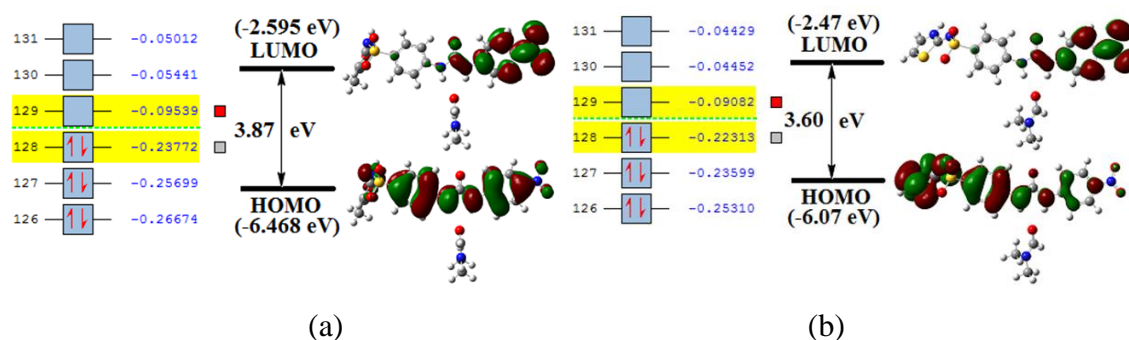 131 -0.05012
130 -0.05441
129 -0.09539
128 -0.23772
127 -0.25699
126 -0.26674
(-2.595 eV)
LUMO
3.87 eV
HOMO
(-6.468 eV)
(a)
131 -0.04429
130 -0.04452
129 -0.09082
128 -0.22313
127 -0.23599
126 -0.25310
(-2.47 eV)
LUMO
3.60 eV
HOMO
(-6.07 eV)
(b)